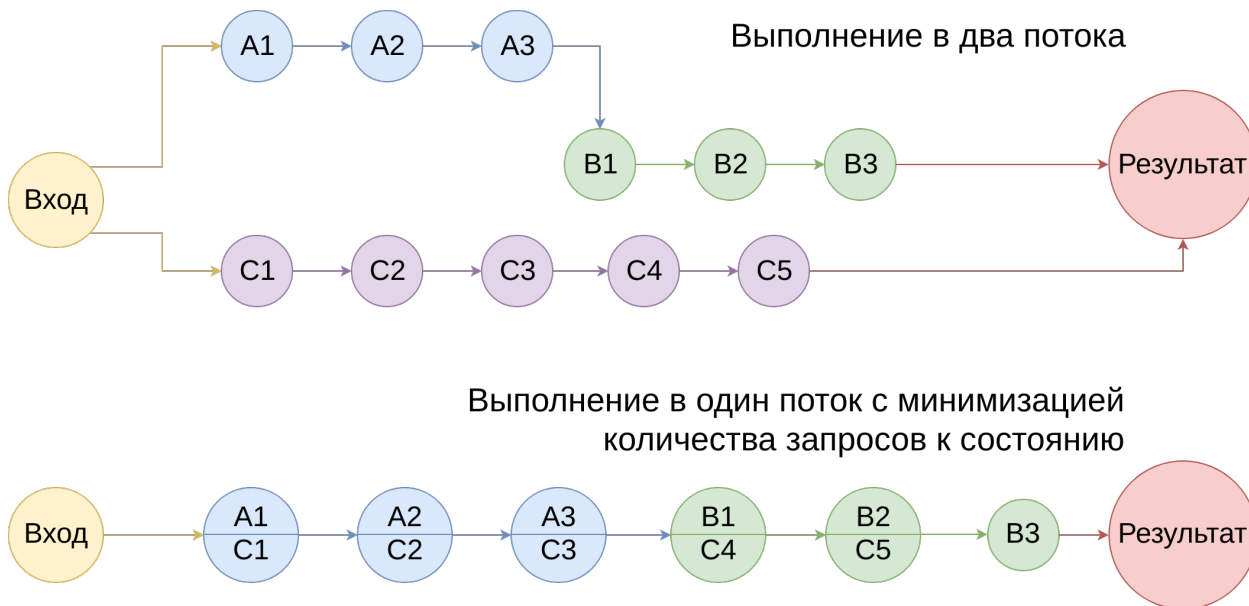 Выполнение в два потока
A1
A2
A3
B1
B2
B3
Вход
Результат
C1
C2
C3
C4
C5
Выполнение в один поток с минимизацией
количества запросов к состоянию
Вход
A1
C1
A2
C2
A3
C3
B1
C4
B2
C5
B3
Результат